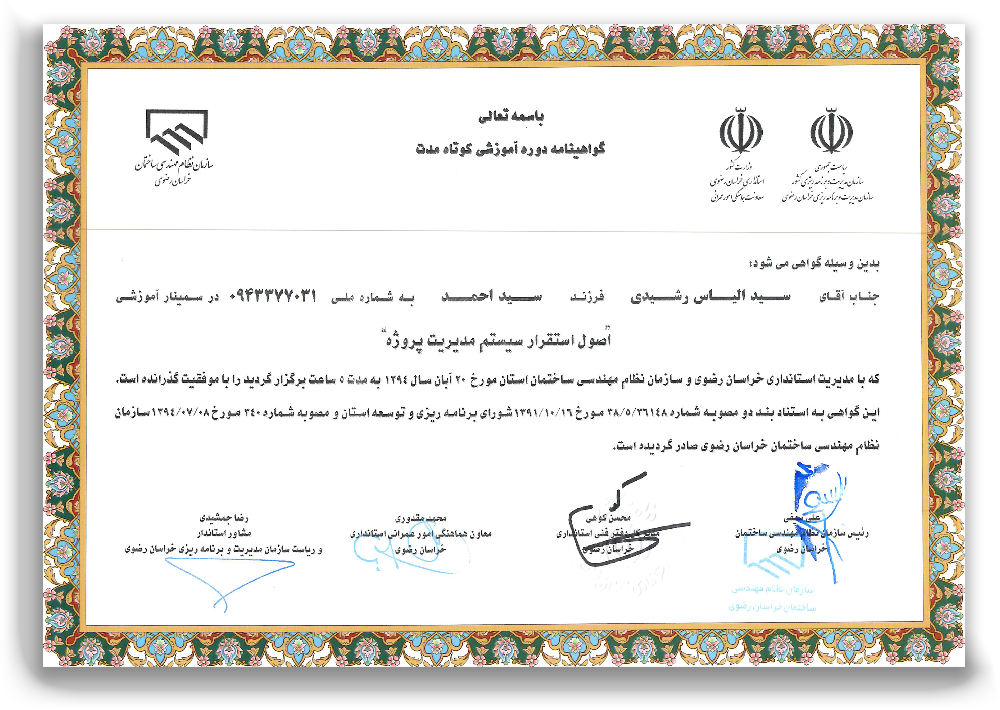 باسمه تعالی
گواهینامه دوره آموزشی کوتاه مدت
ریاست جمهوری
سازمان مدیریت و برنامه ریزی کشور
سازمان مدیریت و برنامه ریزی خراسان رضوی
وزارت کشور
استانداری خراسان رضوی
معاونت هماهنگی امور عمرانی
سازمان نظام مهندسی ساختمان
خراسان رضوی
بدین وسیله گواهی می شود:
جناب آقای سید الیاس رشیدی فرزند سید احمد به شماره ملی ۰۹۴۳۳۷۷۰۳۱ در سمینار آموزشی
"اصول استقرار سیستم مدیریت پروژه"
که با مدیریت استانداری خراسان رضوی و سازمان نظام مهندسی ساختمان استان مورخ ۲۰ آبان سال ۱۳۹٤ به مدت ۵ ساعت برگزار گردید را با موفقیت گذرانده است.
این گواهی به استناد بند دو مصوبه شماره ۳۸/۵/۳٦۱٤۸ مورخ ۱۳۹۱/۱۰/۱٦ شورای برنامه ریزی و توسعه استان و مصوبه شماره ۳٤۰ مورخ ۱۳۹٤/۰۷/۰۸ سازمان
نظام مهندسی ساختمان خراسان رضوی صادر گردیده است.
علی
رئیس سازمان نظام مهندسی ساختمان
خراسان رضوی
محسن کوهی
مدیر کل دفتر فنی استانداری
خراسان رضوی
محمد مقدوری
معاون هماهنگی امور عمرانی استانداری
خراسان رضوی
رضا جمشیدی
مشاور استاندار
و ریاست سازمان مدیریت و برنامه ریزی خراسان رضوی
سازمان نظام مهندسی
ساختمان خراسان رضوی